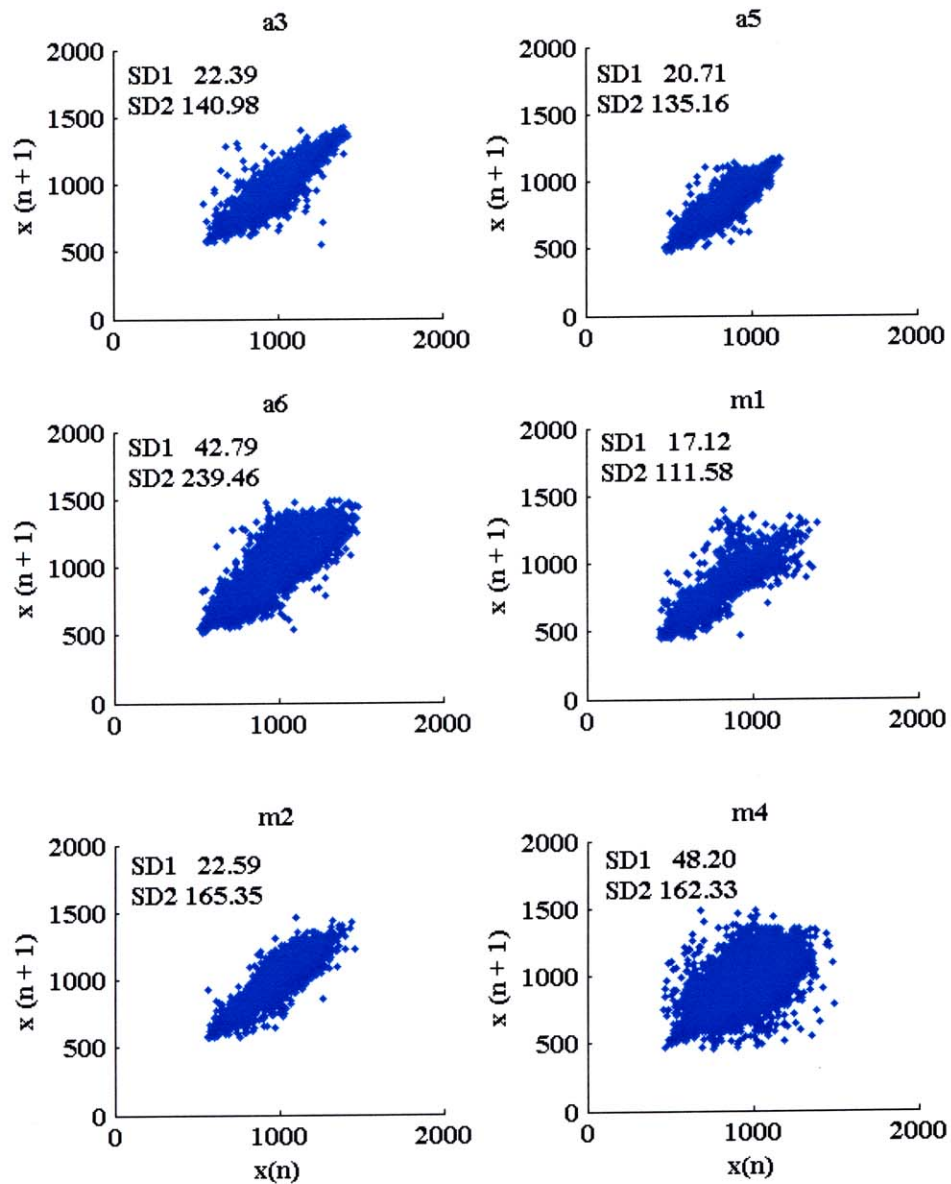 a3
2000
SD1 22.39
SD2 140.98
1500
x (n + 1)
1000
500
0
0 1000 2000
a5
2000
SD1 20.71
SD2 135.16
1500
x (n + 1)
1000
500
0
0 1000 2000
a6
2000
SD1 42.79
SD2 239.46
1500
x (n + 1)
1000
500
0
0 1000 2000
m1
2000
SD1 17.12
SD2 111.58
1500
x (n + 1)
1000
500
0
0 1000 2000
m2
2000
SD1 22.59
SD2 165.35
1500
x (n + 1)
1000
500
0
0 1000 2000
x(n)
m4
2000
SD1 48.20
SD2 162.33
1500
x (n + 1)
1000
500
0
0 1000 2000
x(n)